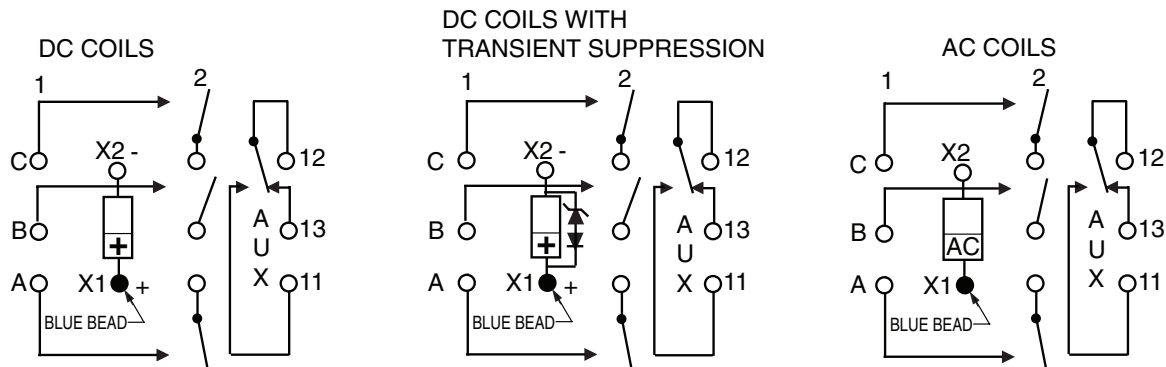 DC COILS
1
2
C
X2 -
12
B
+
A
U
X
13
A
X1
+
11
BLUE BEAD
DC COILS WITH
TRANSIENT SUPPRESSION
1
2
C
X2 -
12
B
+
A
U
X
13
A
X1
+
11
BLUE BEAD
AC COILS
1
2
C
X2
12
B
AC
A
U
X
13
A
X1
11
BLUE BEAD